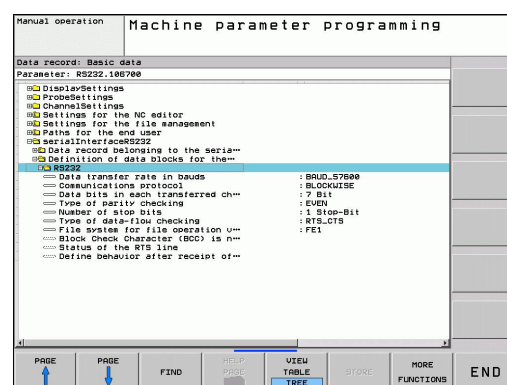 Manual operation
Machine parameter programming
Data record: Basic data
Parameter: RS232.106700
DisplaySettings
ProbeSettings
ChannelSettings
Settings for the NC editor
Settings for the file management
Paths for the end user
serialInterfaceRS232
Data record belonging to the seria…
Definition of data blocks for the…
RS232
Data transfer rate in bauds :BAUD_57600
Communications protocol :BLOCKWISE
Data bits in each transferred ch… :7 Bit
Type of parity checking :EVEN
Number of stop bits :1 Stop-Bit
Type of data-flow checking :RTS_CTS
File system for file operation v… :FE1
Block Check Character (BCC) is n…
Status of the RTS line
Define behavior after receipt of…
PAGE
PAGE
FIND
HELP PAGE
VIEW TABLE TREE
STORE
MORE FUNCTIONS
END